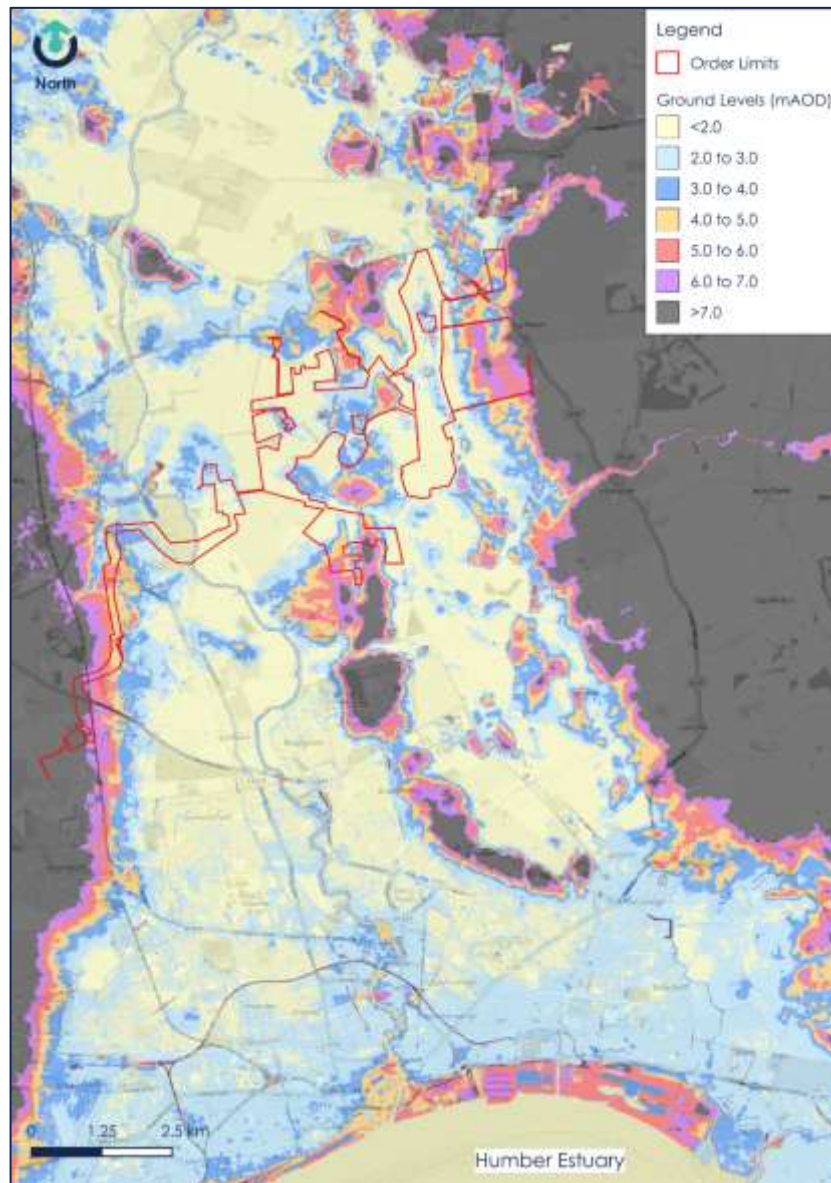 North
Legend
Order Limits
Ground Levels (mAOD)
<2.0
2.0 to 3.0
3.0 to 4.0
4.0 to 5.0
5.0 to 6.0
6.0 to 7.0
>7.0
0 1.25 2.5 km
Humber Estuary